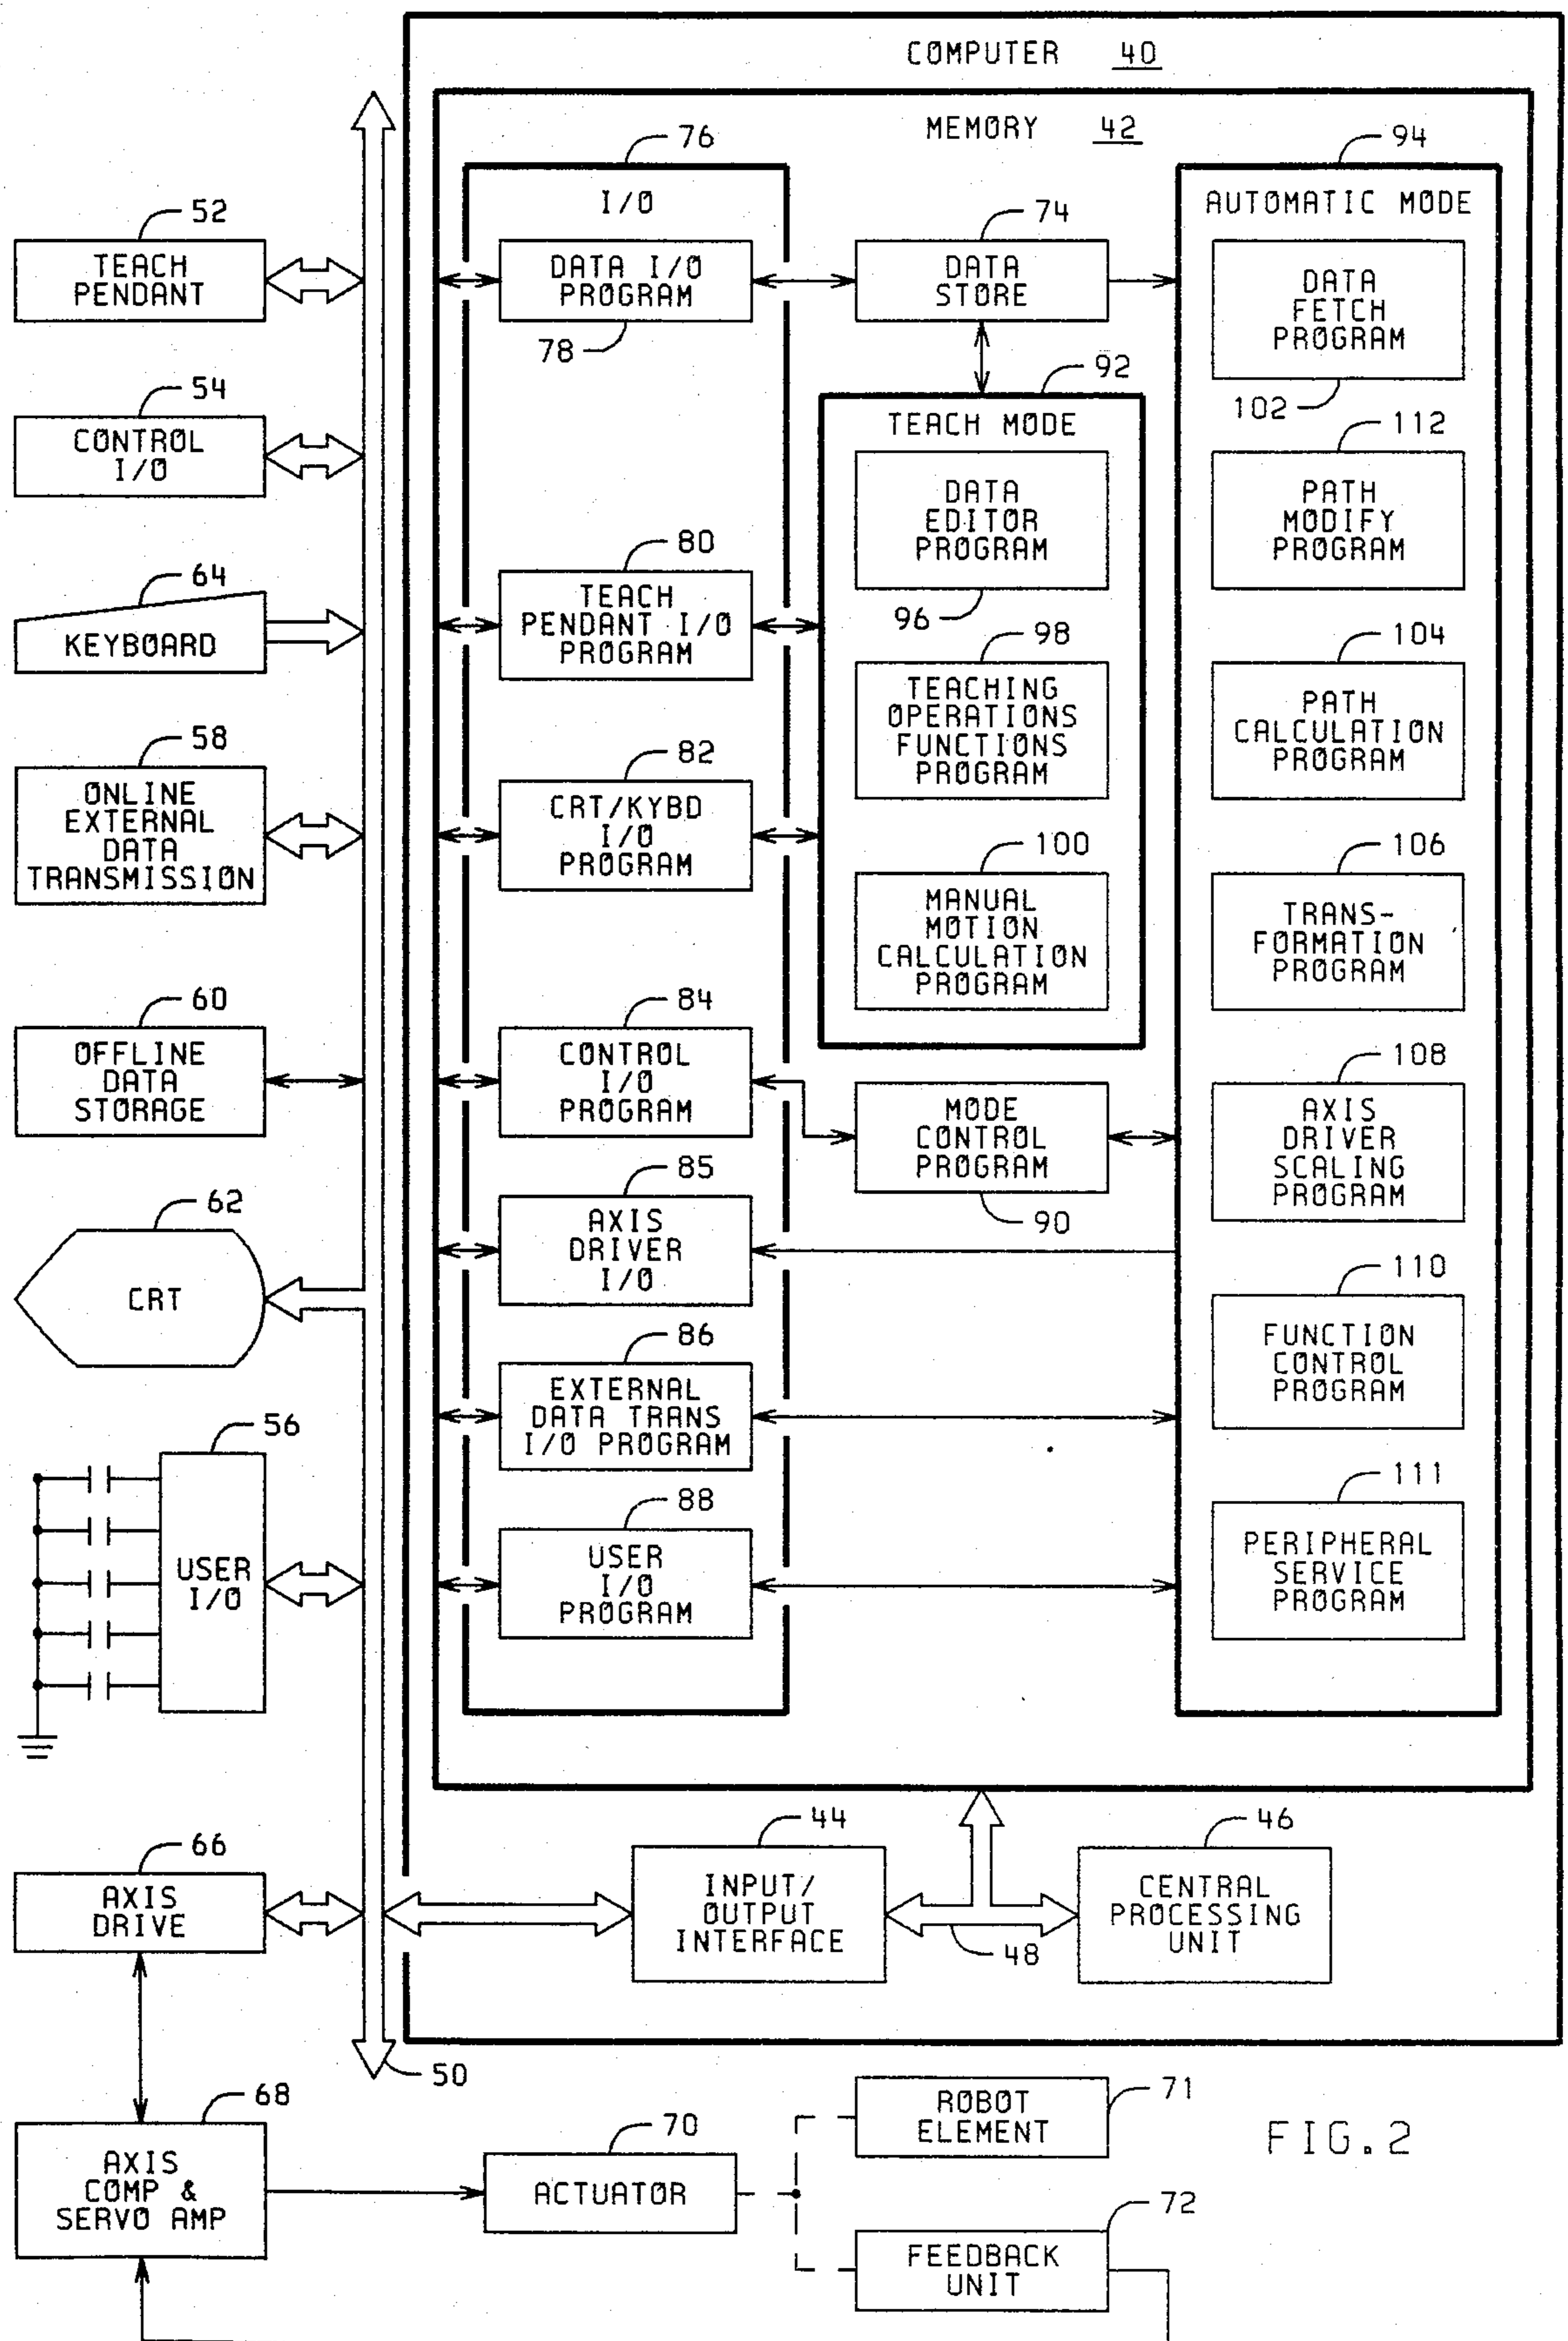 COMPUTER 40
MEMORY 42
76
94
I/O
AUTOMATIC MODE
52
TEACH
PENDANT
DATA I/O
PROGRAM
78
74
DATA
STORE
DATA
FETCH
PROGRAM
102
54
CONTROL
I/O
92
TEACH MODE
DATA
EDITOR
PROGRAM
96
112
PATH
MODIFY
PROGRAM
64
KEYBOARD
80
TEACH
PENDANT I/O
PROGRAM
98
TEACHING
OPERATIONS
FUNCTIONS
PROGRAM
104
PATH
CALCULATION
PROGRAM
58
ONLINE
EXTERNAL
DATA
TRANSMISSION
82
CRT/KYBD
I/O
PROGRAM
100
MANUAL
MOTION
CALCULATION
PROGRAM
106
TRANS-
FORMATION
PROGRAM
60
OFFLINE
DATA
STORAGE
84
CONTROL
I/O
PROGRAM
MODE
CONTROL
PROGRAM
90
108
AXIS
DRIVER
SCALING
PROGRAM
62
CRT
85
AXIS
DRIVER
I/O
110
FUNCTION
CONTROL
PROGRAM
86
EXTERNAL
DATA TRANS
I/O PROGRAM
56
USER
I/O
88
USER
I/O
PROGRAM
111
PERIPHERAL
SERVICE
PROGRAM
66
AXIS
DRIVE
44
INPUT/
OUTPUT
INTERFACE
48
46
CENTRAL
PROCESSING
UNIT
50
68
AXIS
COMP &
SERVO AMP
70
ACTUATOR
71
ROBOT
ELEMENT
72
FEEDBACK
UNIT
FIG.2